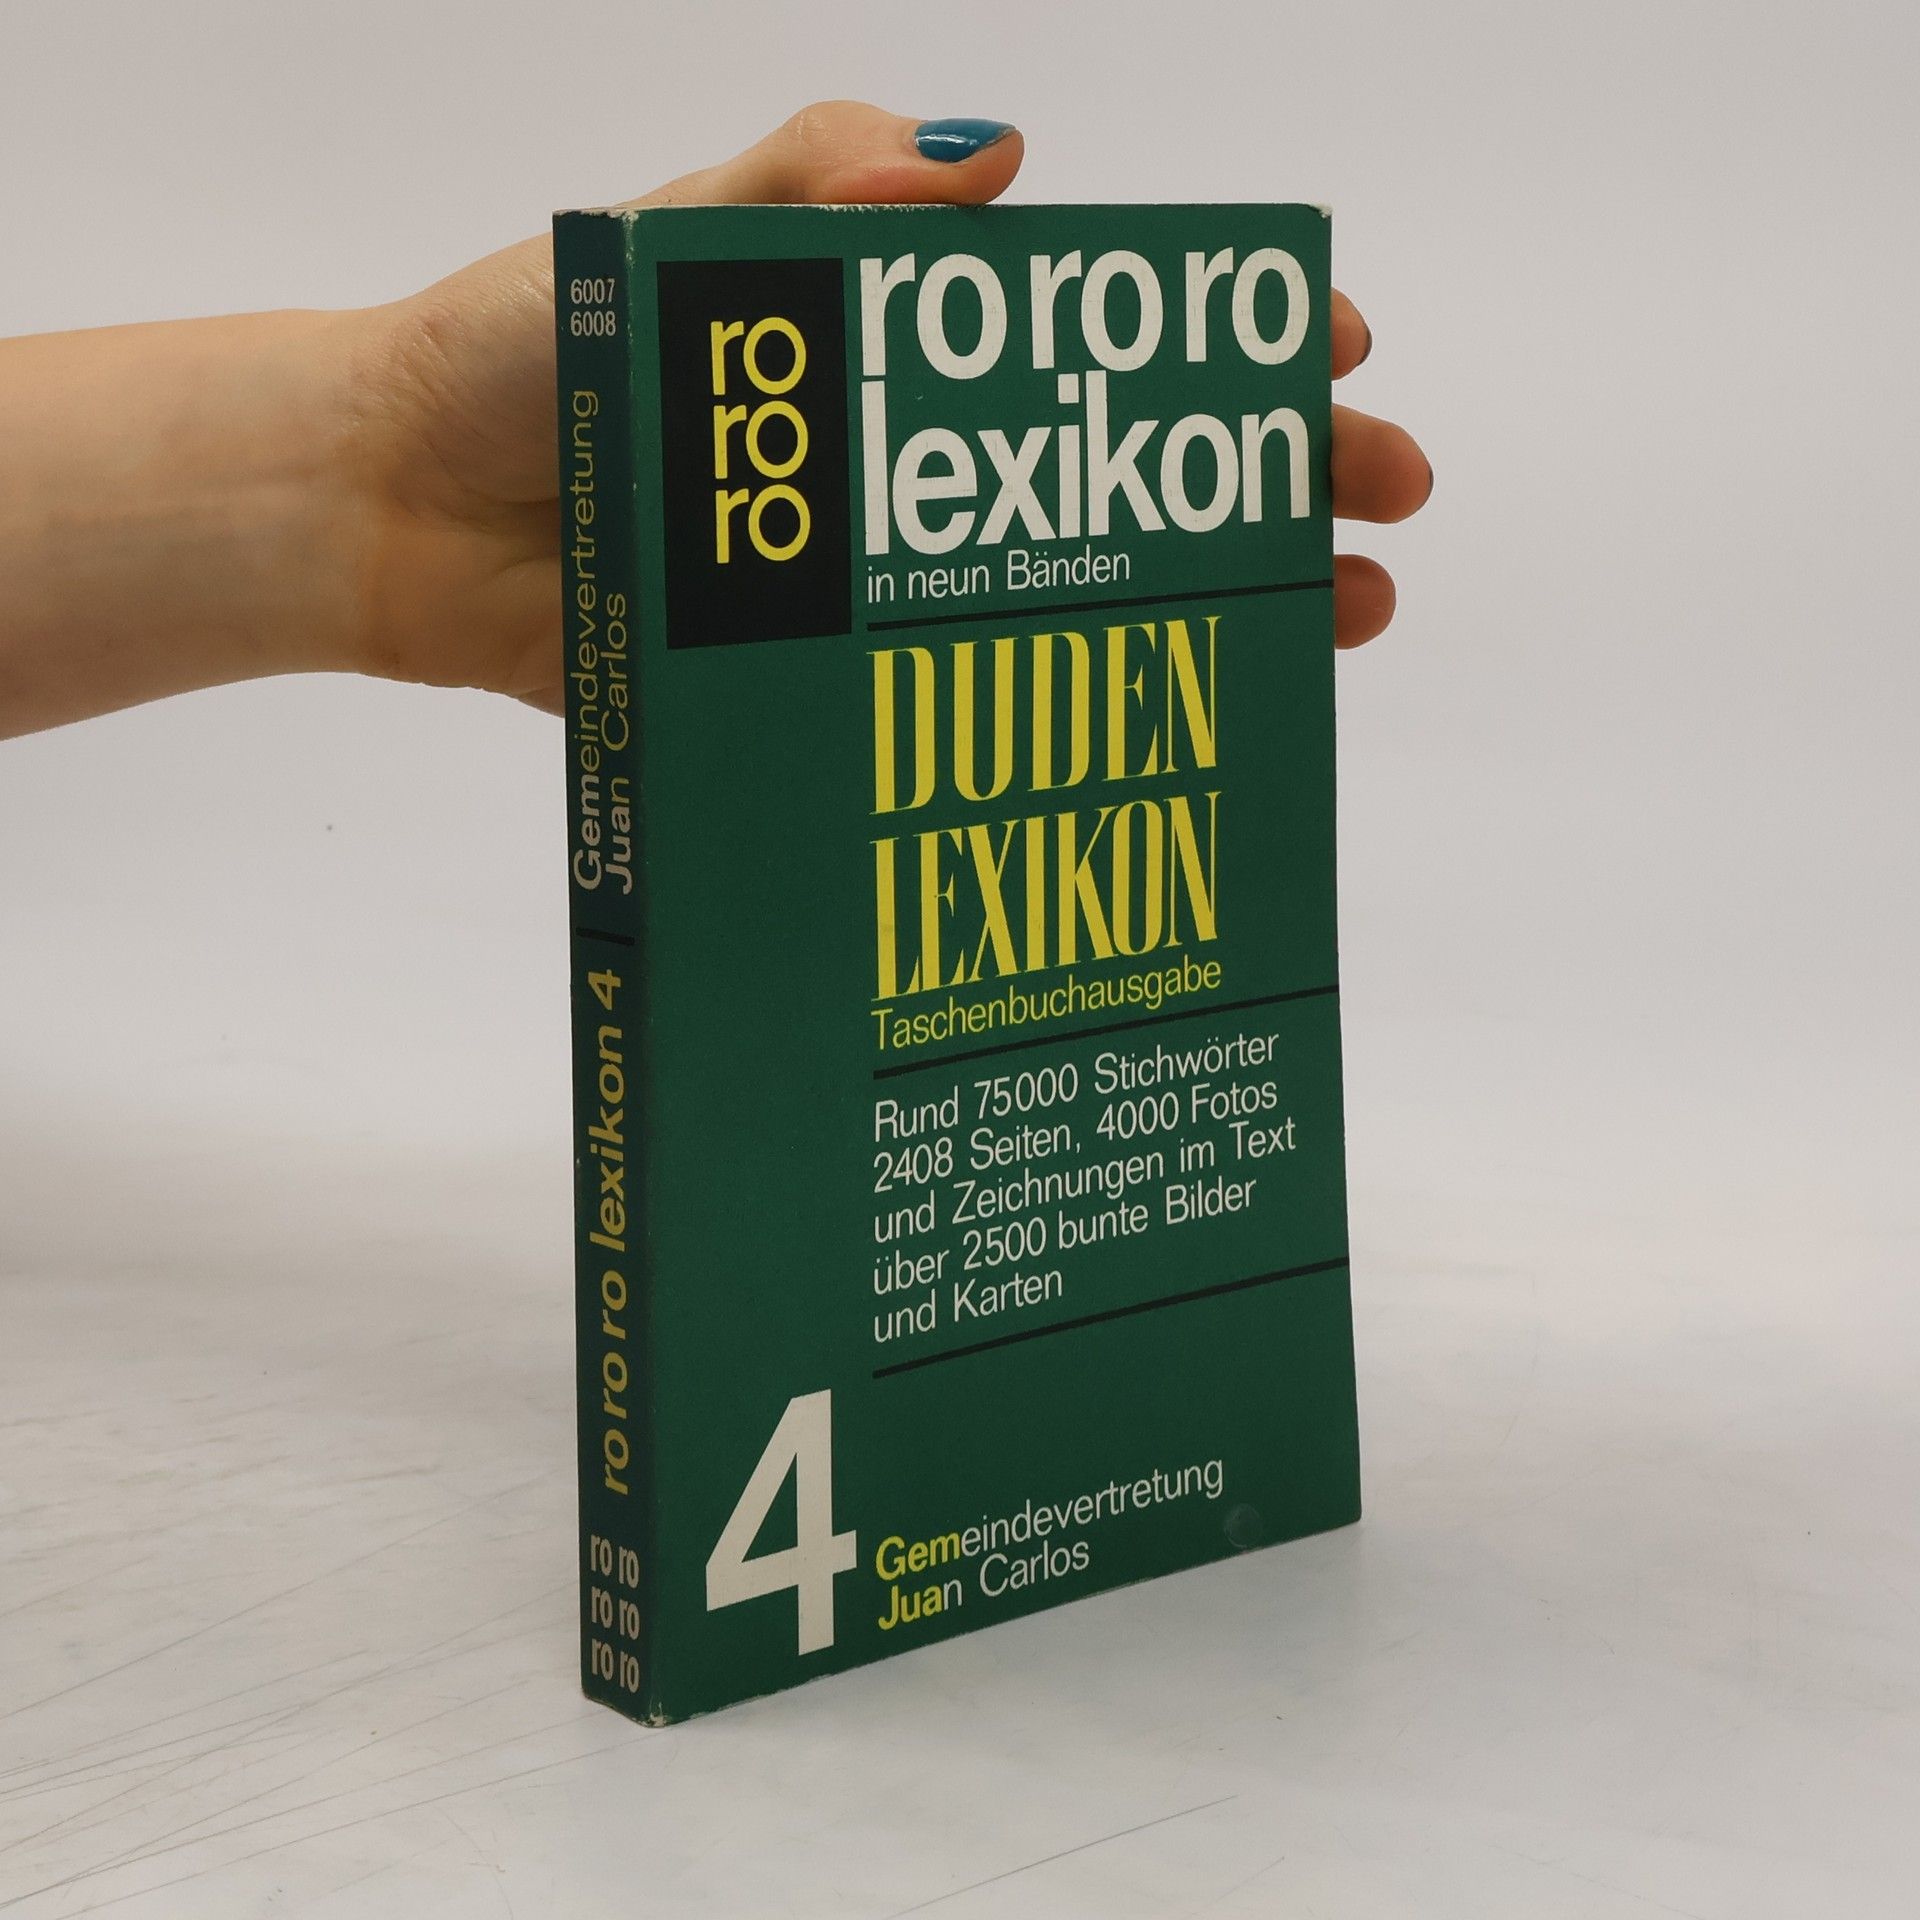 6007
6008
Gemeindevertretung
Juan Carlos
ro ro ro lexikon 4
ro ro
ro ro
ro ro
ro
ro
ro
ro ro ro
lexikon
in neun Bänden
DUDEN
LEXIKON
Taschenbuchausgabe
Rund 75000 Stichwörter
2408 Seiten, 4000 Fotos
und Zeichnungen im Text
über 2500 bunte Bilder
und Karten
4
Gemeindevertretung
Juan Carlos